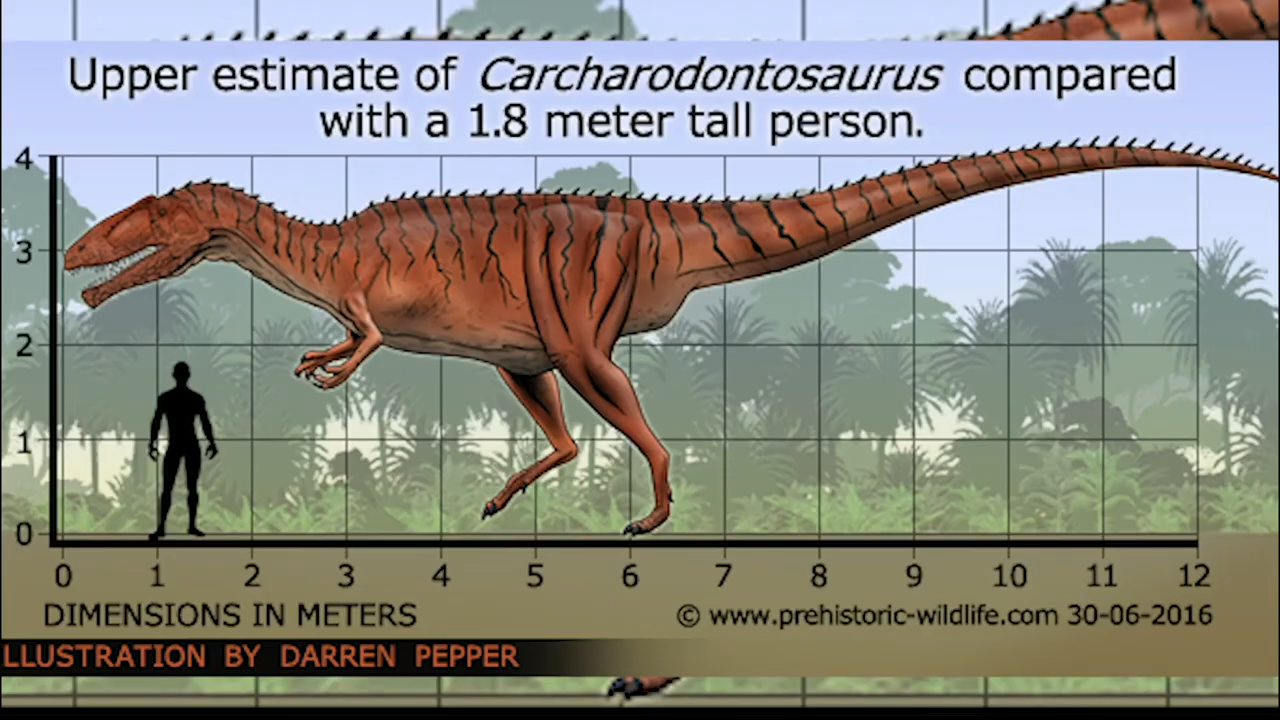 Upper estimate of Carcharodontosaurus compared
with a 1.8 meter tall person.
4
3
2
1
0
0 1 2 3 4 5 6 7 8 9 10 11 12
DIMENSIONS IN METERS
© www.prehistoric-wildlife.com 30-06-2016
LLUSTRATION BY DARREN PEPPER